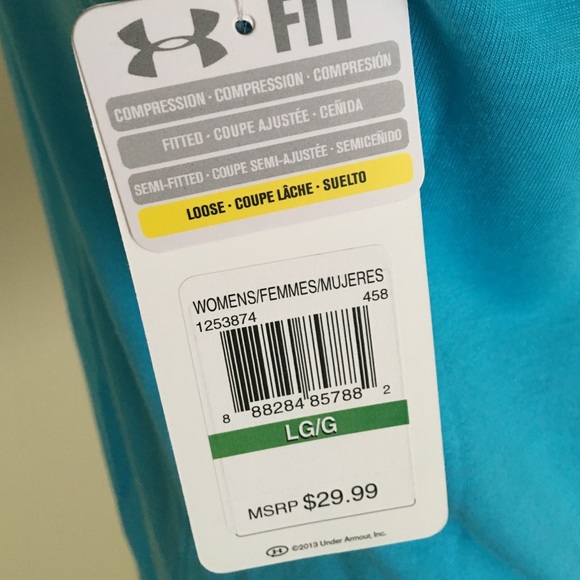 FIT
COMPRESSION · COMPRESSION · COMPRESIÓN
FITTED · COUPE AJUSTÉE · CEÑIDA
SEMI-FITTED · COUPE SEMI-AJUSTÉE · SEMICEÑIDO
LOOSE · COUPE LÂCHE · SUELTO
WOMENS/FEMMES/MUJERES
1253874 458
8 88284 85788 2
LG/G
MSRP $29.99
©2013 Under Armour, Inc.